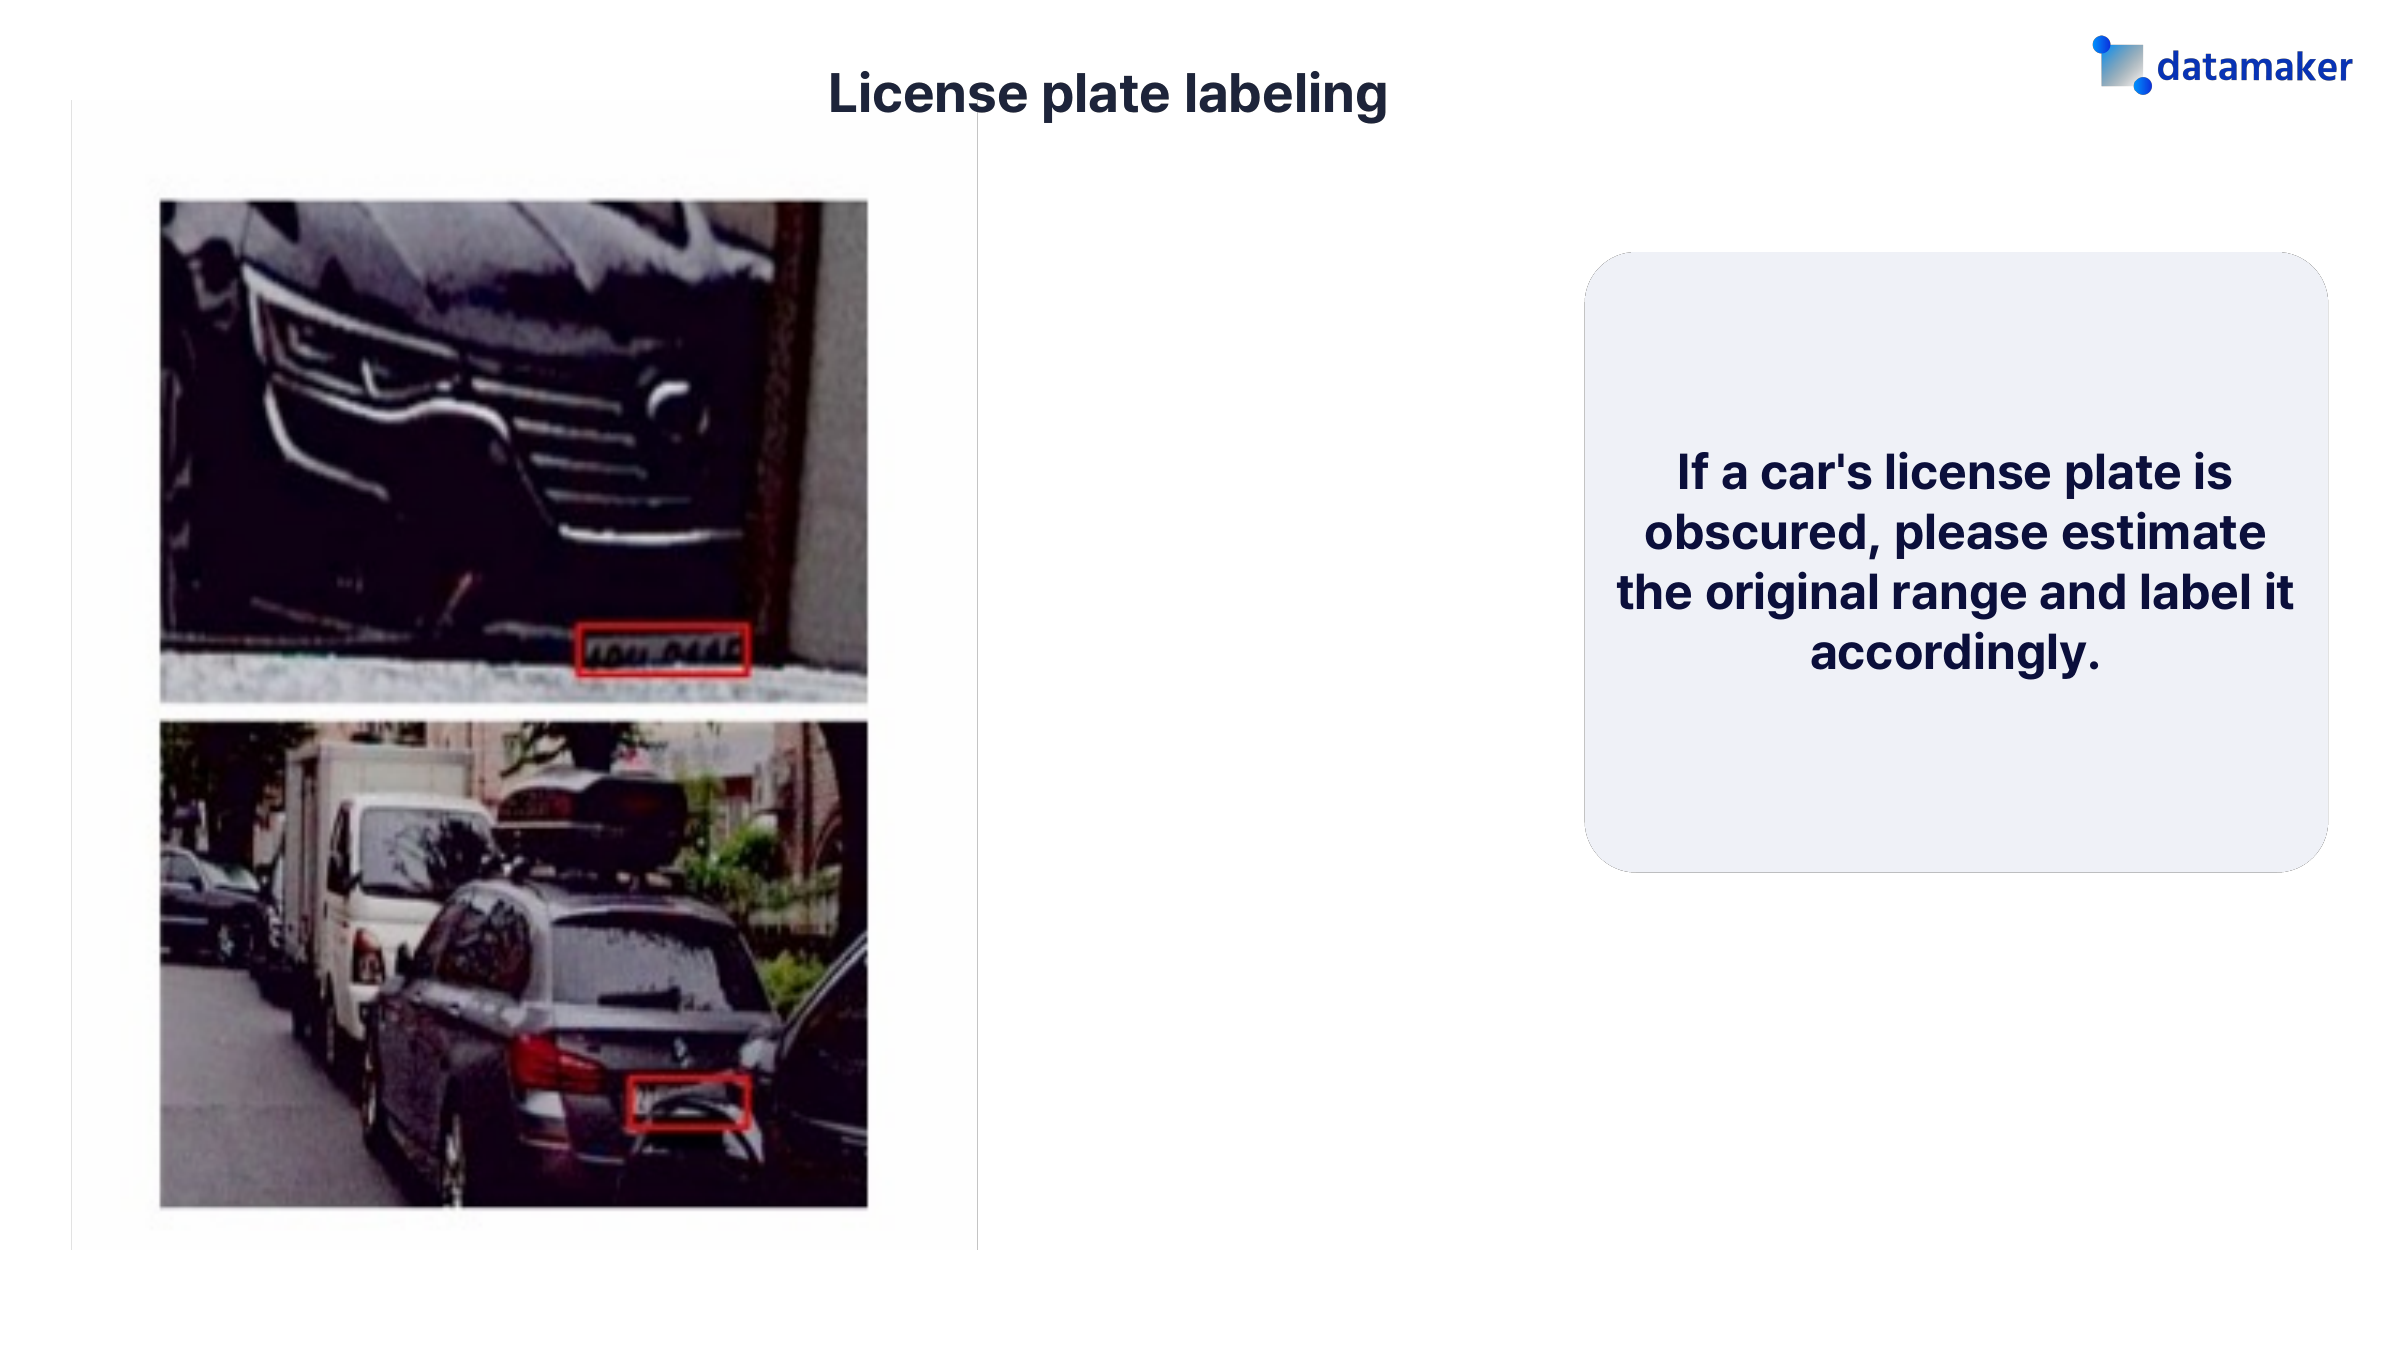 License plate labeling
datamaker
If a car's license plate is
obscured, please estimate
the original range and label it
accordingly.